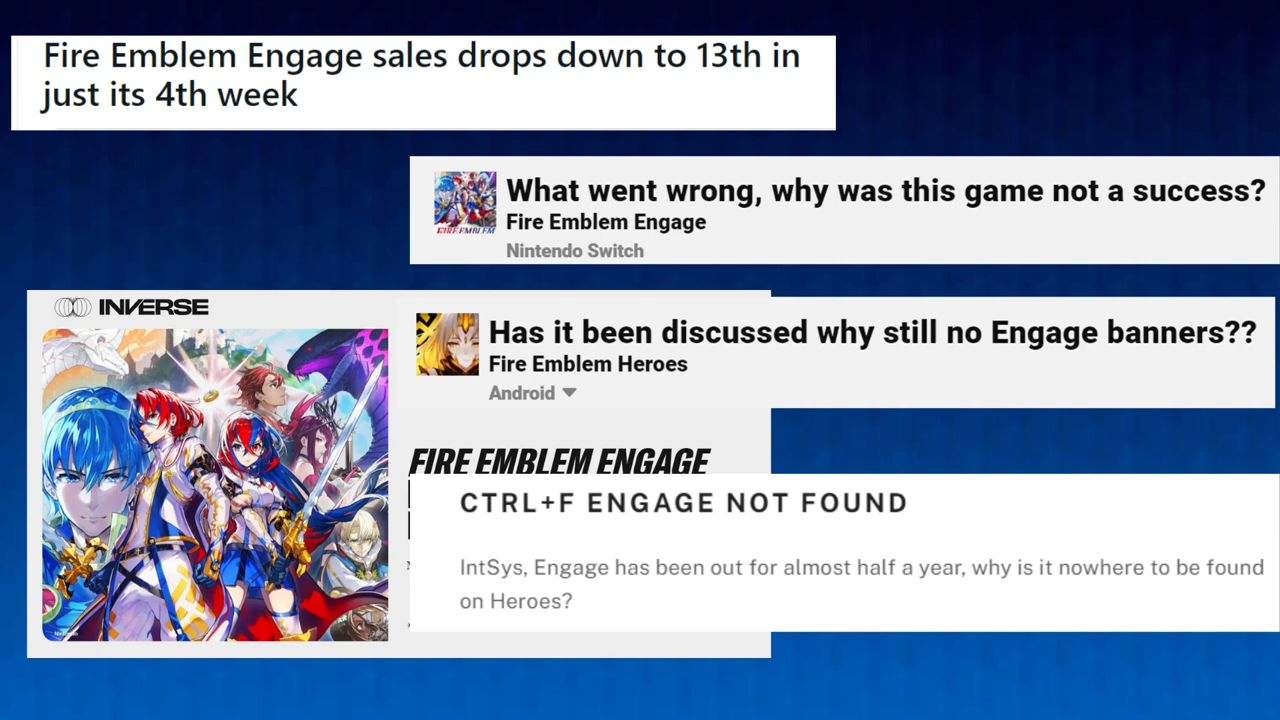 Fire Emblem Engage sales drops down to 13th in
just its 4th week
What went wrong, why was this game not a success?
Fire Emblem Engage
Nintendo Switch
FIRE EMBLEM
INVERSE
Has it been discussed why still no Engage banners??
Fire Emblem Heroes
Android
FIRE EMBLEM ENGAGE
CTRL+F ENGAGE NOT FOUND
IntSys, Engage has been out for almost half a year, why is it nowhere to be found
on Heroes?
Nintendo